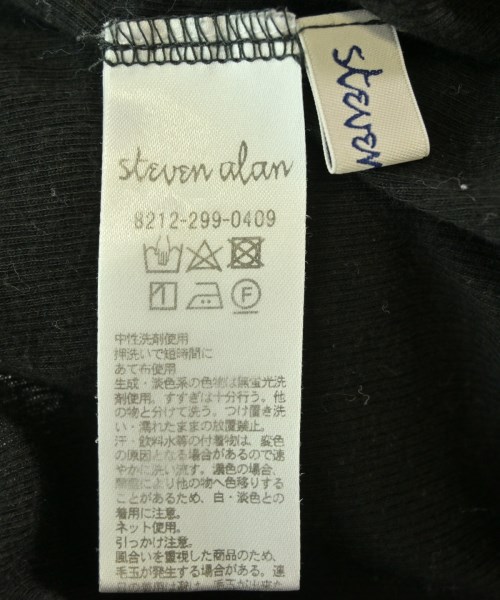 steven alan
steven
8212-299-0409
F
中性洗剤使用
押洗いで短時間に
あて布使用
生成・淡色系の色物は無蛍光洗
剤使用。すすぎは十分行う。他
の物と分けて洗う。つけ置き洗
い・濡れたままの放置禁止。
汗・飲料水等の付着物は、変色
の原因となる場合があるので速
やかに洗い流す。濃色の場合、
摩擦により他の物へ色移りする
ことがあるため、白・淡色との
着用に注意。
ネット使用。
引っかけ注意。
風合いを重視した商品のため、
毛玉が発生する場合がある。連